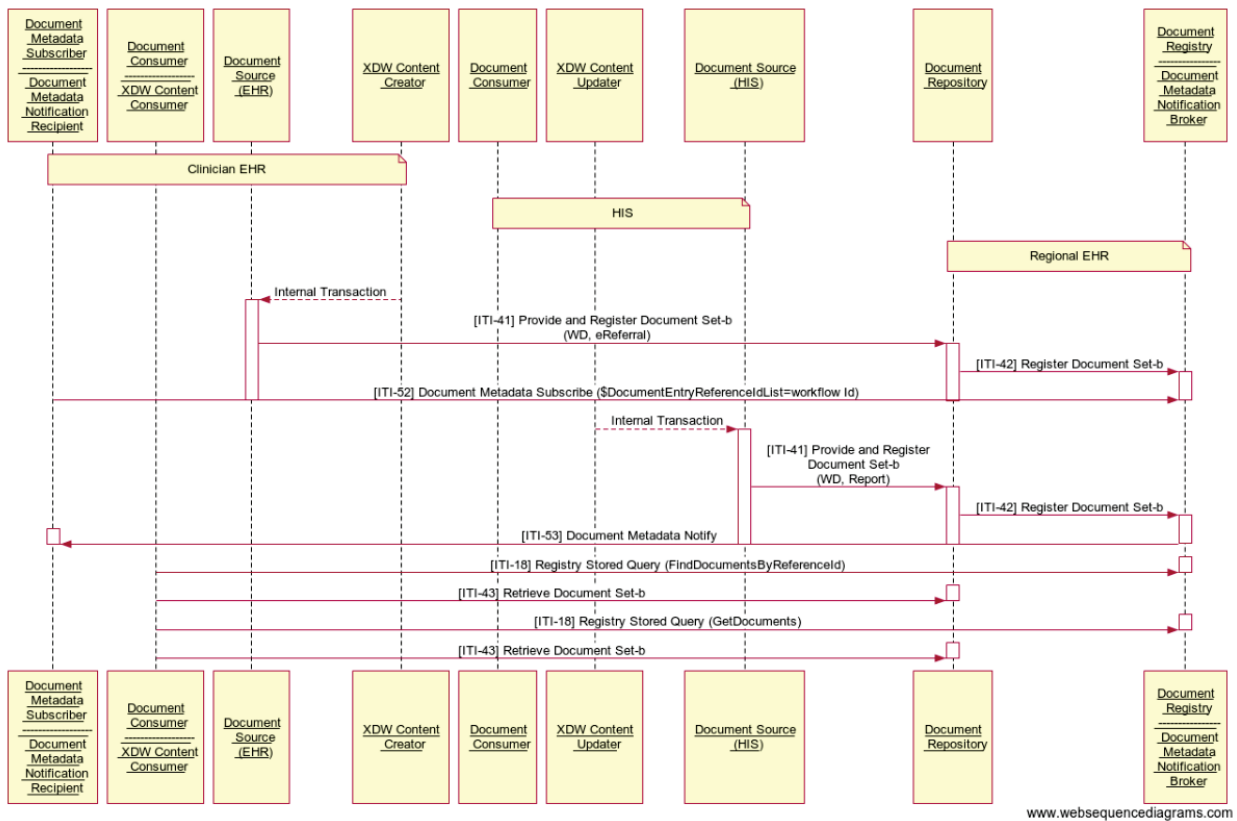 Document
Metadata
Subscriber
------------------
Document
Metadata
Notification
Recipient
Document
Consumer
------------------
XDW Content
Consumer
Document
Source
(EHR)
XDW Content
Creator
Document
Consumer
XDW Content
Updater
Document Source
(HIS)
Document
Repository
Document
Registry
----------------
Document
Metadata
Notification
Broker
Clinician EHR
HIS
Regional EHR
Internal Transaction
[ITI-41] Provide and Register Document Set-b
(WD, eReferral)
[ITI-42] Register Document Set-b
[ITI-52] Document Metadata Subscribe ($DocumentEntryReferenceIdList=workflow Id)
Internal Transaction
[ITI-41] Provide and Register
Document Set-b
(WD, Report)
[ITI-42] Register Document Set-b
[ITI-53] Document Metadata Notify
[ITI-18] Registry Stored Query (FindDocumentsByReferenceId)
[ITI-43] Retrieve Document Set-b
[ITI-18] Registry Stored Query (GetDocuments)
[ITI-43] Retrieve Document Set-b
Document
Metadata
Subscriber
------------------
Document
Metadata
Notification
Recipient
Document
Consumer
------------------
XDW Content
Consumer
Document
Source
(EHR)
XDW Content
Creator
Document
Consumer
XDW Content
Updater
Document Source
(HIS)
Document
Repository
Document
Registry
----------------
Document
Metadata
Notification
Broker
www.websequencediagrams.com